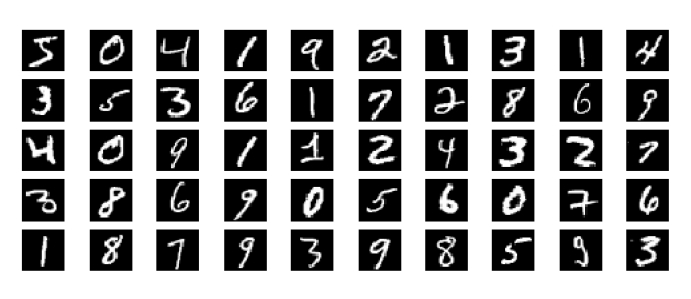 5 0 4 1 9 2 1 3 1 4
3 5 3 6 1 7 2 8 6 9
4 0 9 1 1 2 4 3 2 7
3 8 6 9 0 5 6 0 7 6
1 8 7 9 3 9 8 5 9 3